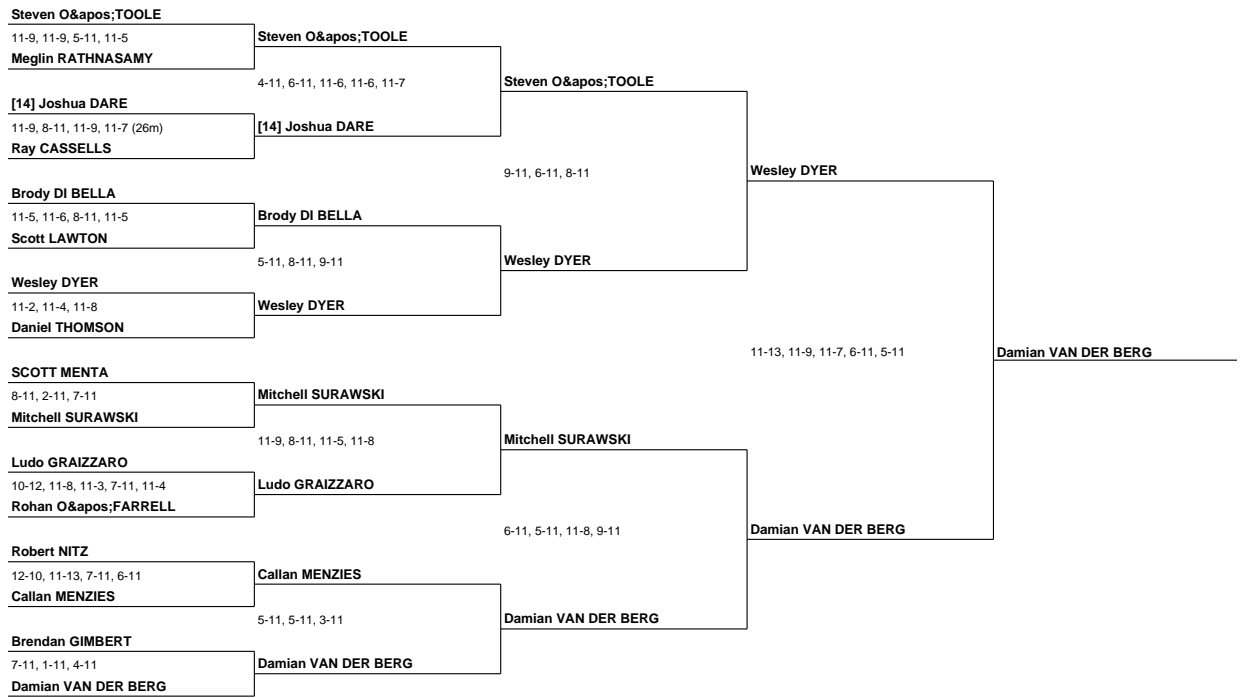 Steven O&apos;TOOLE
11-9, 11-9, 5-11, 11-5
Meglin RATHNASAMY
[14] Joshua DARE
11-9, 8-11, 11-9, 11-7 (26m)
Ray CASSELLS
Brody DI BELLA
11-5, 11-6, 8-11, 11-5
Scott LAWTON
Wesley DYER
11-2, 11-4, 11-8
Daniel THOMSON
SCOTT MENTA
8-11, 2-11, 7-11
Mitchell SURAWSKI
Ludo GRAIZZARO
10-12, 11-8, 11-3, 7-11, 11-4
Rohan O&apos;FARRELL
Robert NITZ
12-10, 11-13, 7-11, 6-11
Callan MENZIES
Brendan GIMBERT
7-11, 1-11, 4-11
Damian VAN DER BERG
Steven O&apos;TOOLE
4-11, 6-11, 11-6, 11-6, 11-7
[14] Joshua DARE
Brody DI BELLA
5-11, 8-11, 9-11
Wesley DYER
Mitchell SURAWSKI
11-9, 8-11, 11-5, 11-8
Ludo GRAIZZARO
Callan MENZIES
5-11, 5-11, 3-11
Damian VAN DER BERG
Steven O&apos;TOOLE
9-11, 6-11, 8-11
Wesley DYER
Mitchell SURAWSKI
6-11, 5-11, 11-8, 9-11
Damian VAN DER BERG
Wesley DYER
11-13, 11-9, 11-7, 6-11, 5-11
Damian VAN DER BERG
Damian VAN DER BERG